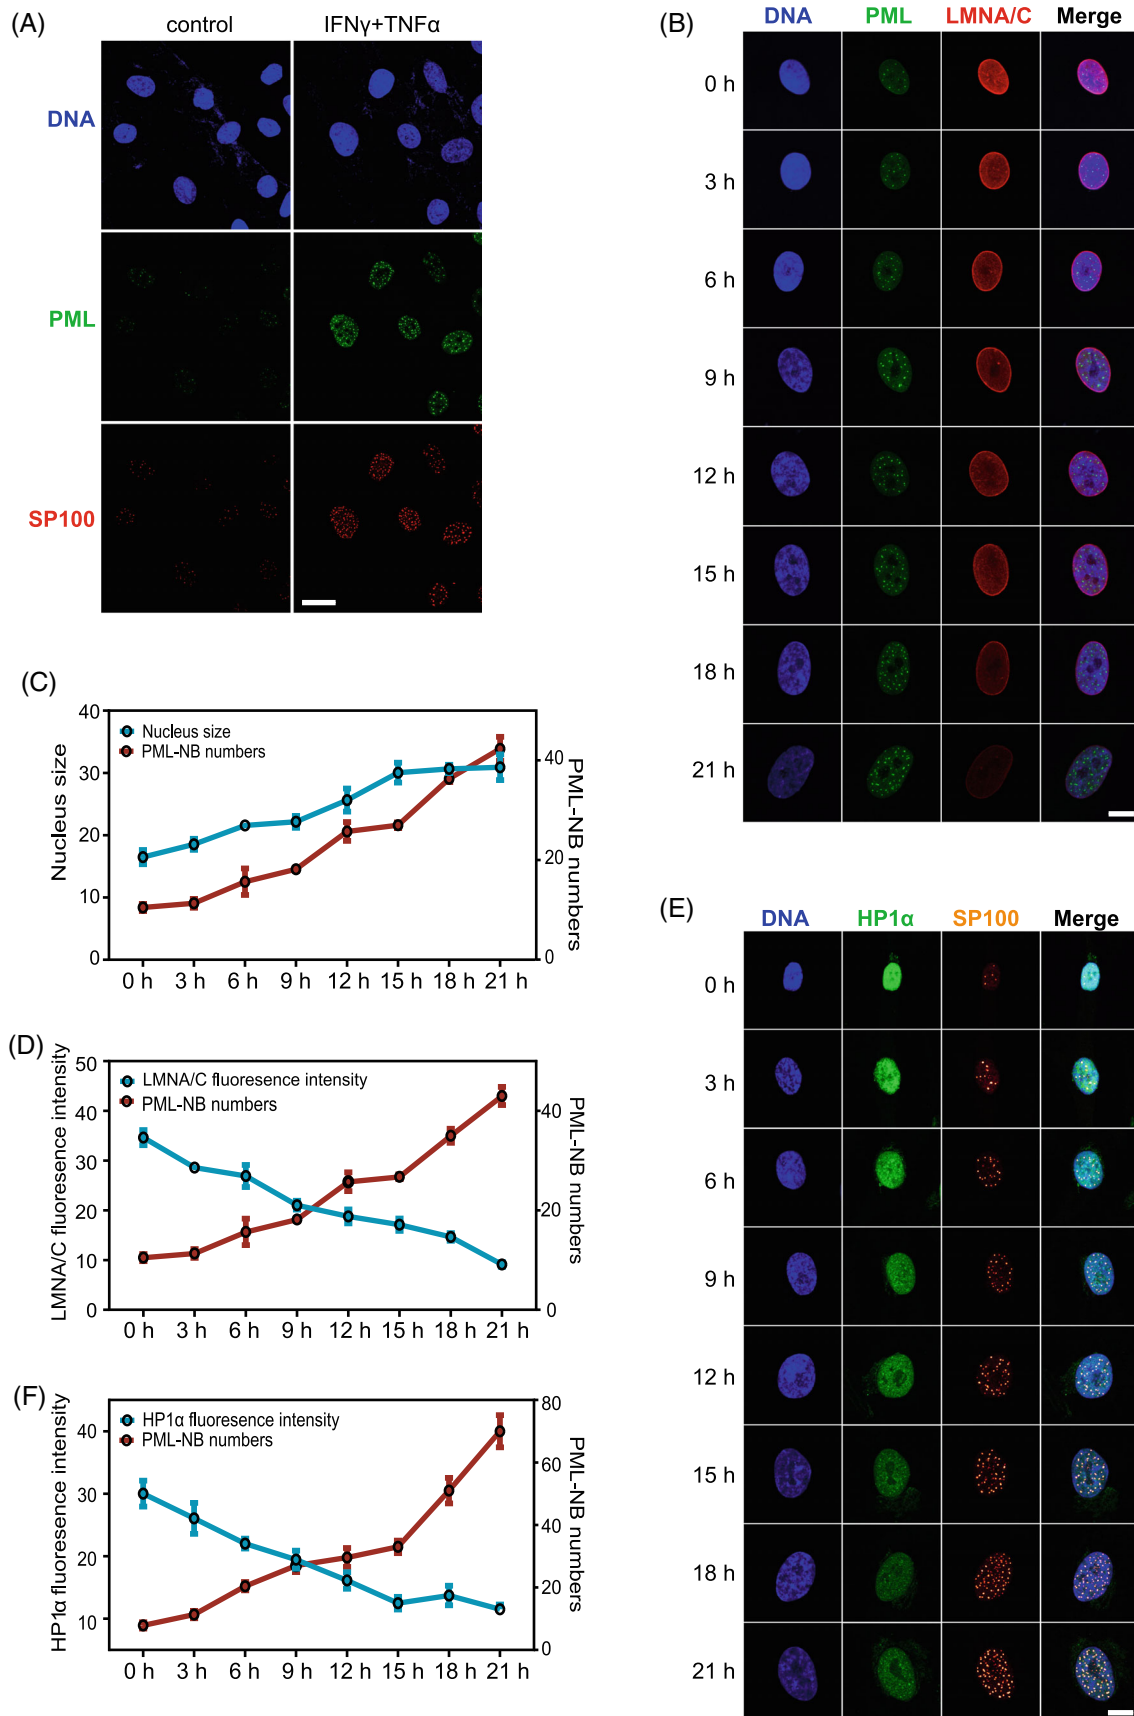 (A)
control IFNγ+TNFα
DNA
PML
SP100
(B)
DNA PML LMNA/C Merge
0 h
3 h
6 h
9 h
12 h
15 h
18 h
21 h
(C)
Nucleus size
PML-NB numbers
40
30
20
10
0
Nucleus size
40
20
0
PML-NB numbers
0 h 3 h 6 h 9 h 12 h 15 h 18 h 21 h
(D)
LMNA/C fluoresence intensity
PML-NB numbers
50
40
30
20
10
0
LMNA/C fluoresence intensity
40
20
0
PML-NB numbers
0 h 3 h 6 h 9 h 12 h 15 h 18 h 21 h
(E)
DNA HP1α SP100 Merge
0 h
3 h
6 h
9 h
12 h
15 h
18 h
21 h
(F)
HP1α fluoresence intensity
PML-NB numbers
40
30
20
10
HP1α fluoresence intensity
80
60
40
20
0
PML-NB numbers
0 h 3 h 6 h 9 h 12 h 15 h 18 h 21 h